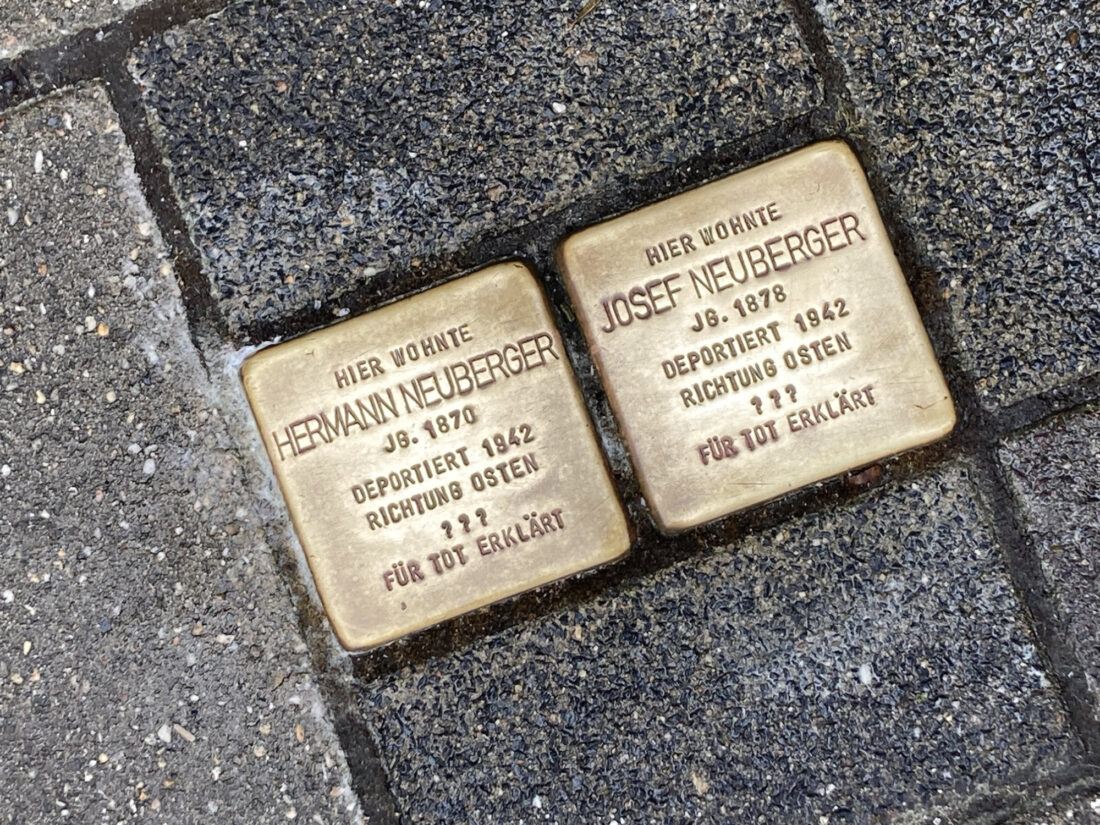 HIER WOHNTE
HERMANN NEUBERGER
JG. 1870
DEPORTIERT 1942
RICHTUNG OSTEN
???
FÜR TOT ERKLÄRT
HIER WOHNTE
JOSEF NEUBERGER
JG. 1878
DEPORTIERT 1942
RICHTUNG OSTEN
???
FÜR TOT ERKLÄRT